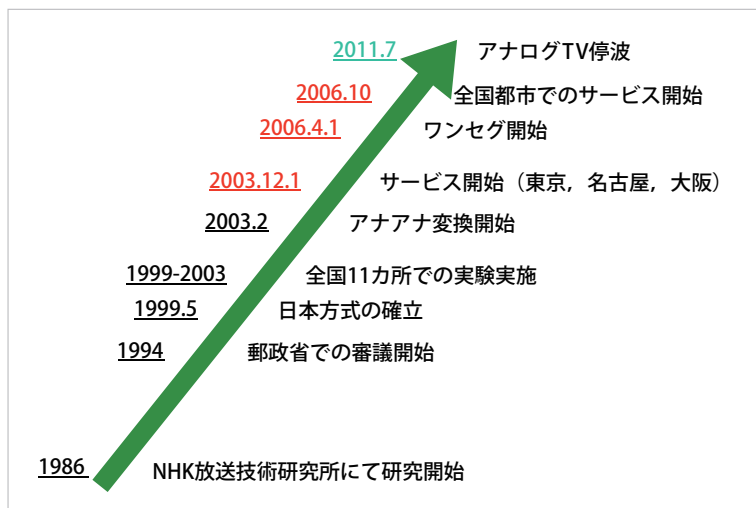 2011.7 アナログTV停波
2006.10 全国都市でのサービス開始
2006.4.1 ワンセグ開始
2003.12.1 サービス開始（東京，名古屋，大阪）
2003.2 アナアナ変換開始
1999-2003 全国11カ所での実験実施
1999.5 日本方式の確立
1994 郵政省での審議開始
1986 NHK放送技術研究所にて研究開始